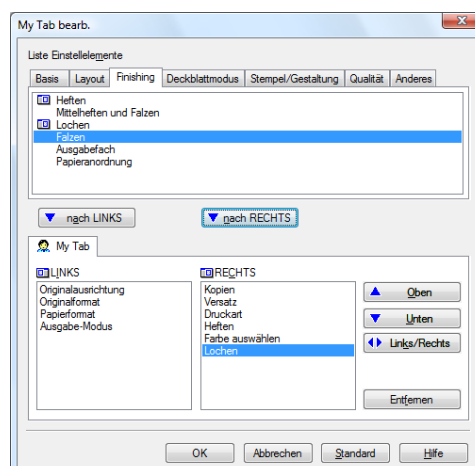 My Tab bearb.
Liste Einstellelemente
Basis Layout Finishing Deckblattmodus Stempel/Gestaltung Qualität Anderes
Heften
Mittelheften und Falzen
Lochen
Falzen
Ausgabefach
Papieranordnung
nach LINKS nach RECHTS
My Tab
LINKS RECHTS
Originalausrichtung
Originalformat
Papierformat
Ausgabe-Modus
Kopien
Versatz
Druckart
Heften
Farbe auswählen
Lochen
Oben
Unten
Links/Rechts
Entfernen
OK Abbrechen Standard Hilfe